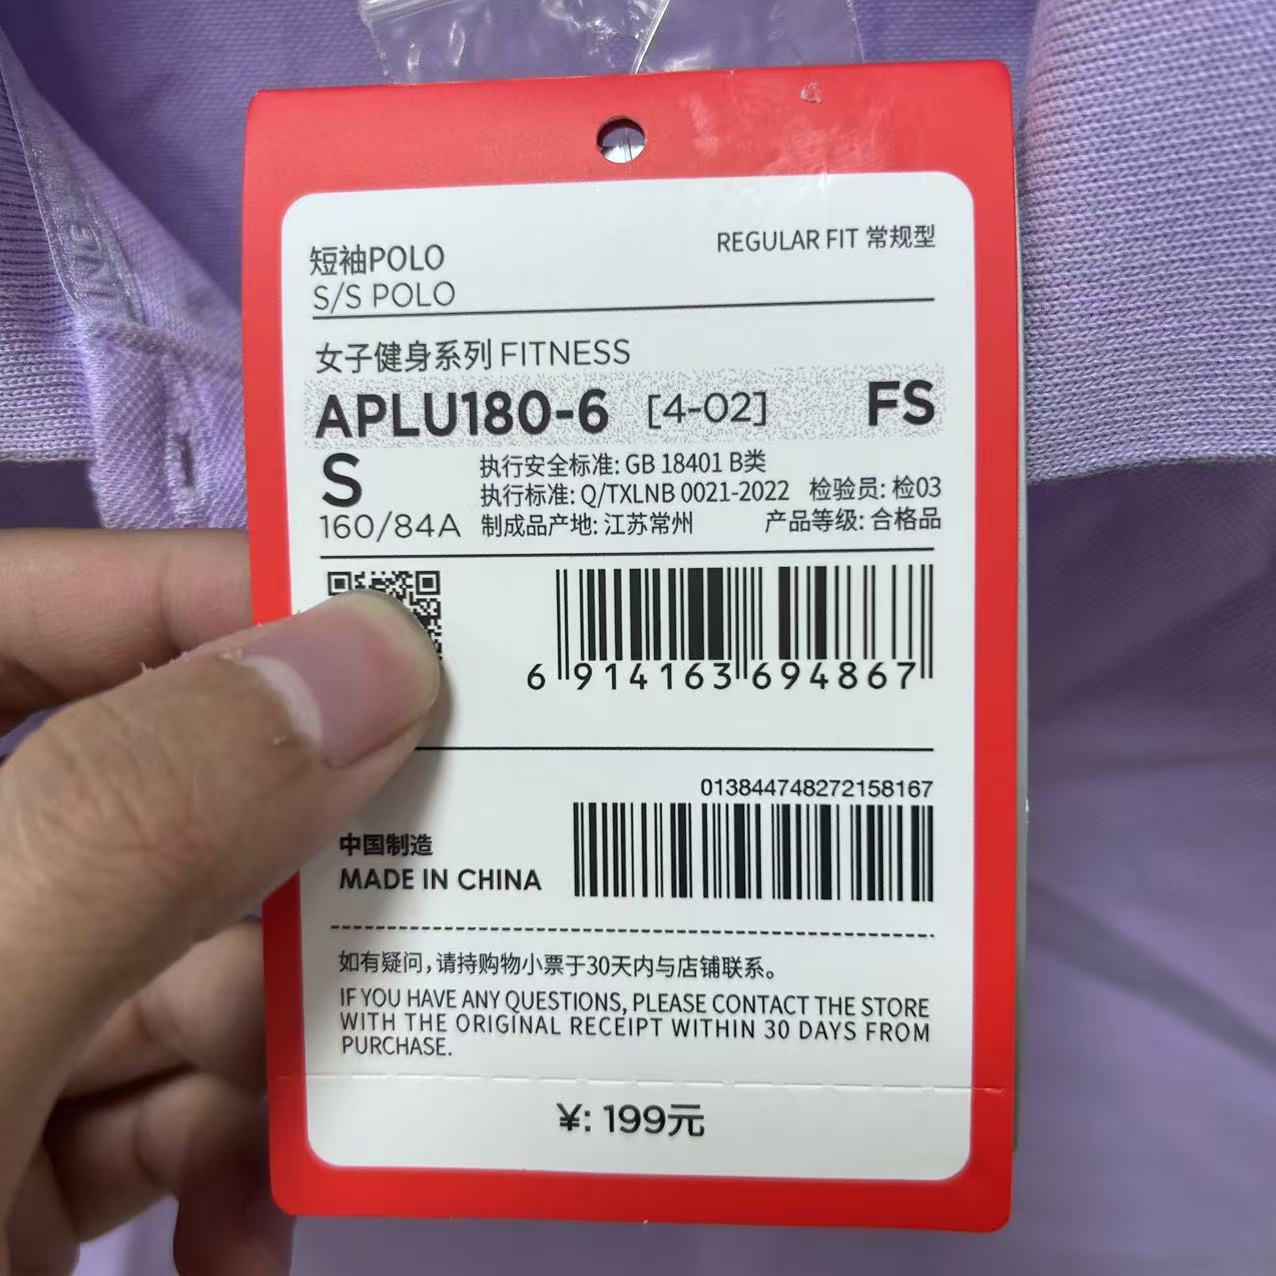 短袖POLO
S/S POLO
REGULAR FIT 常规型
女子健身系列 FITNESS
APLU180-6 [4-02] FS
S
160/84A
执行安全标准: GB 18401 B类
执行标准: Q/TXLNB 0021-2022 检验员: 检03
制成品产地: 江苏常州 产品等级: 合格品
6 914163 694867
013844748272158167
中国制造
MADE IN CHINA
如有疑问,请持购物小票于30天内与店铺联系。
IF YOU HAVE ANY QUESTIONS, PLEASE CONTACT THE STORE
WITH THE ORIGINAL RECEIPT WITHIN 30 DAYS FROM
PURCHASE.
¥: 199元